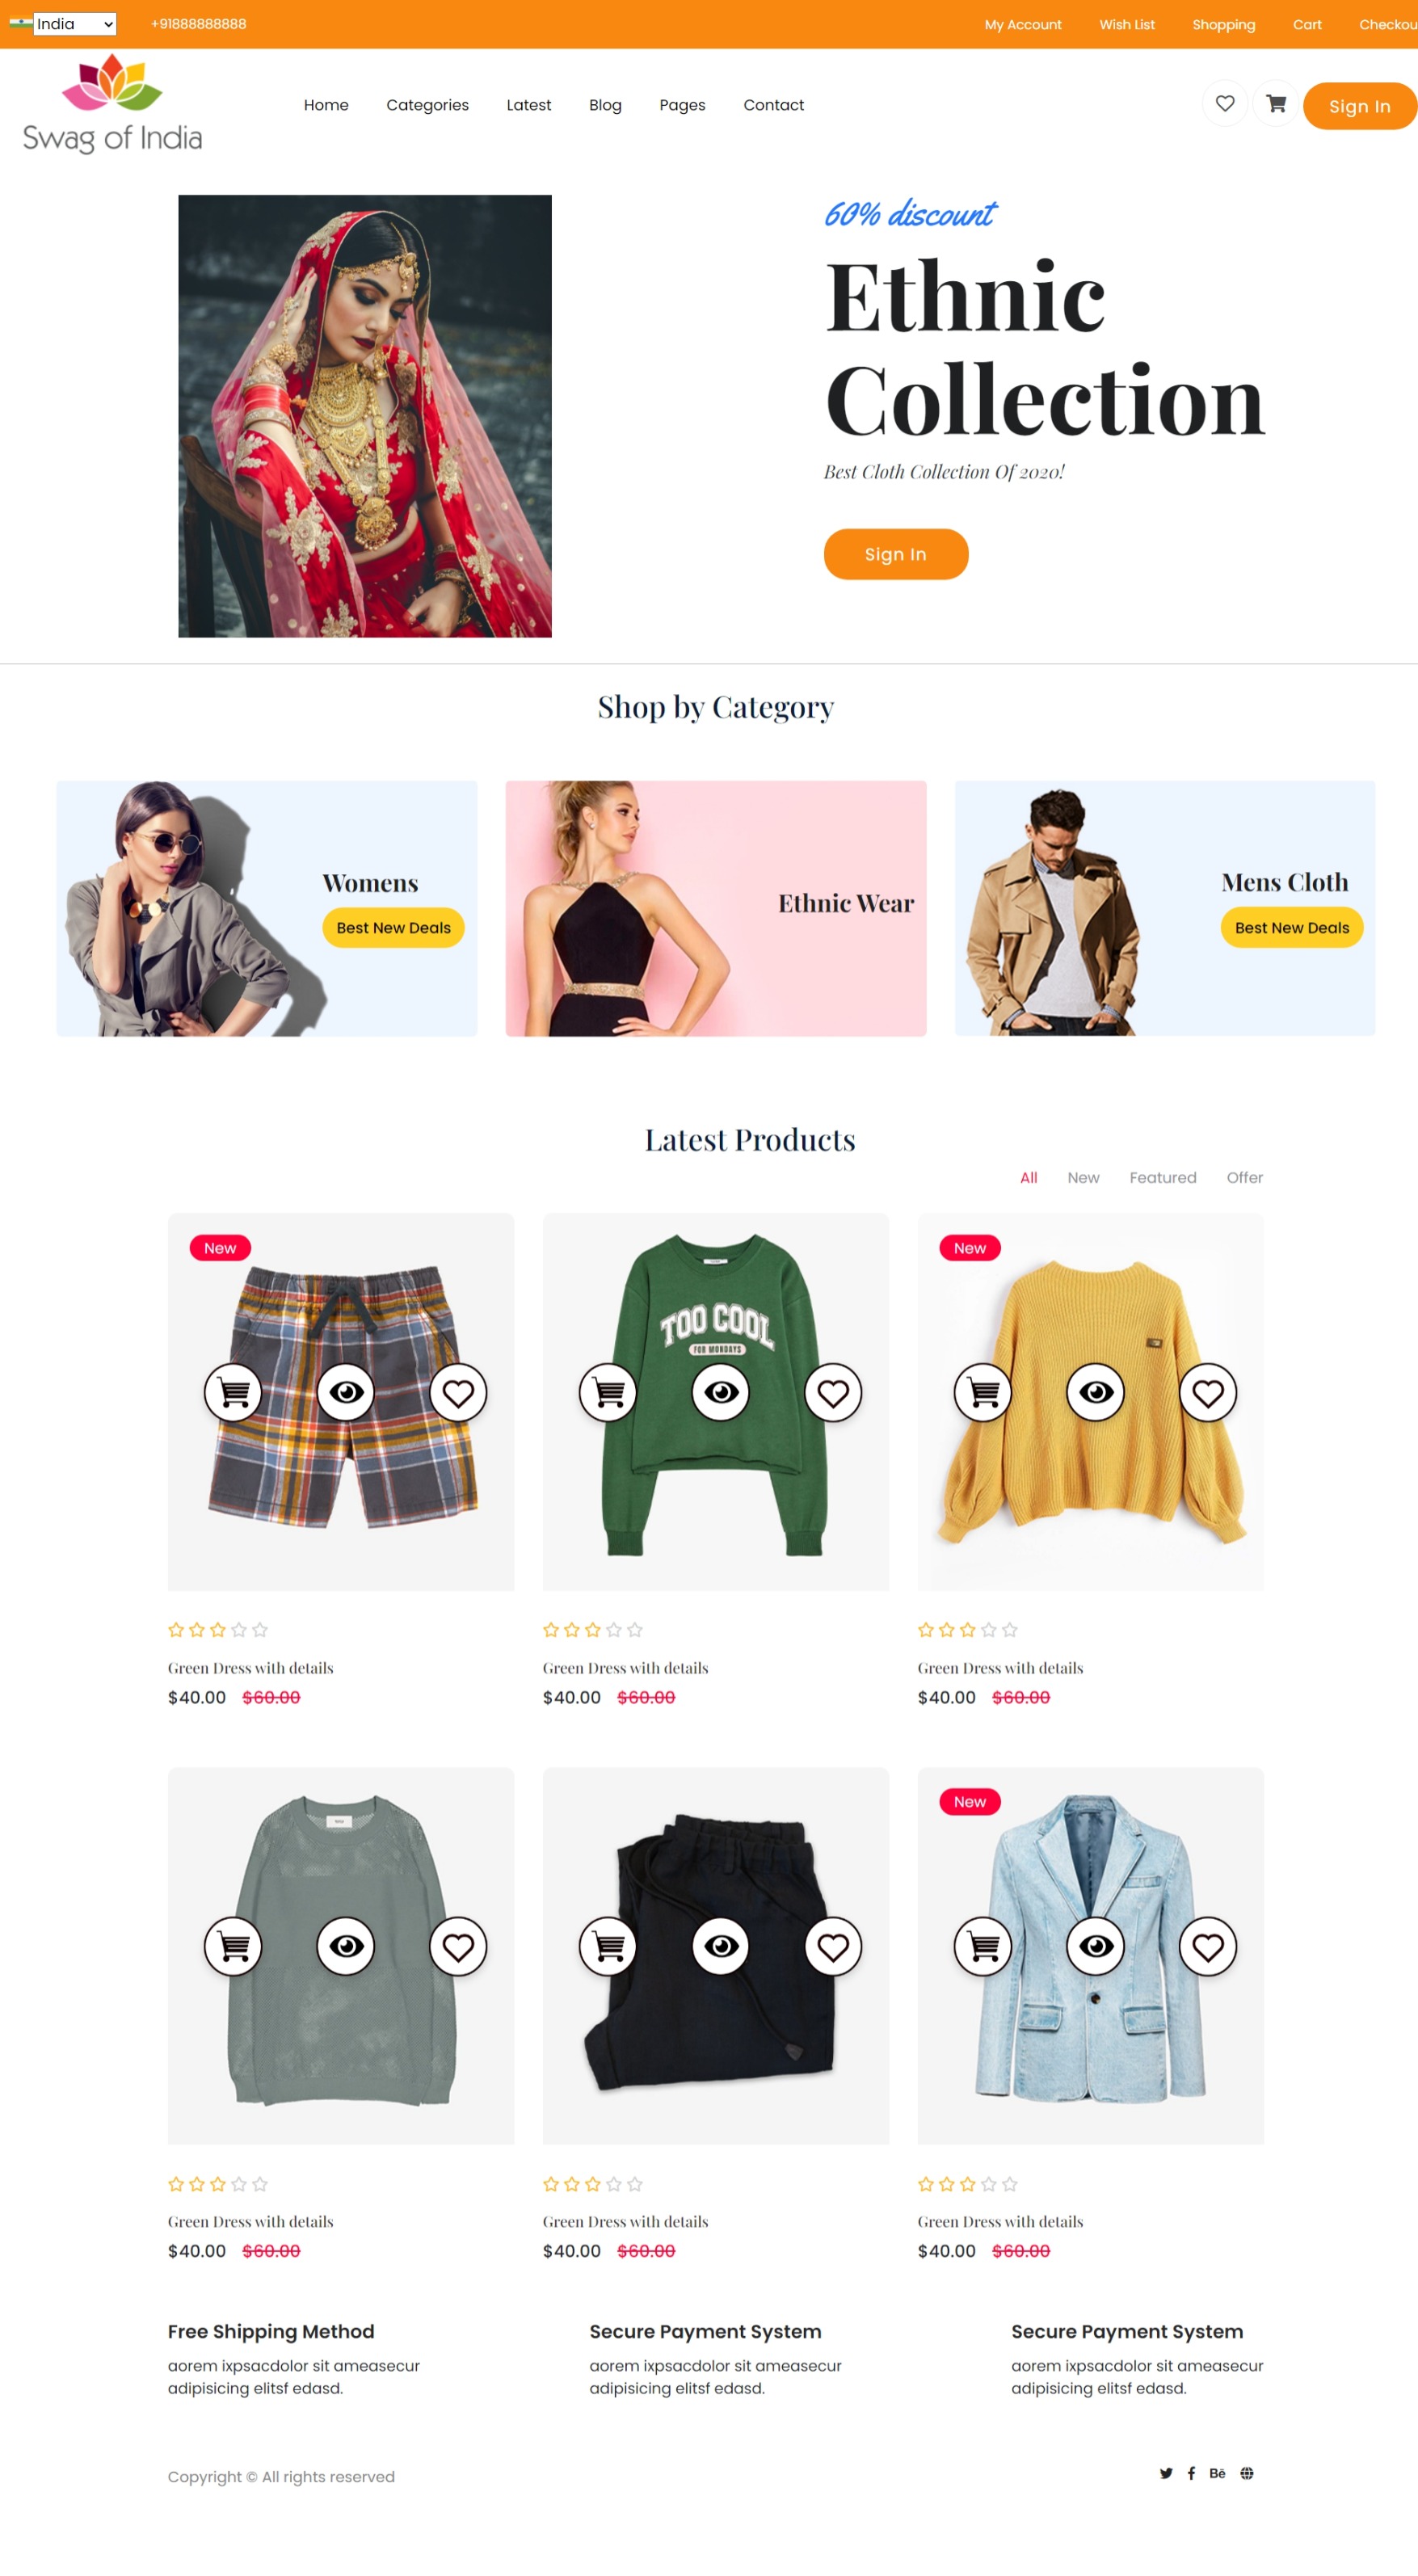 India
+91888888888
My Account
Wish List
Shopping
Cart
Checkou
Swag of India
Home
Categories
Latest
Blog
Pages
Contact
Sign In
60% discount
Ethnic
Collection
Best Cloth Collection Of 2020!
Sign In
Shop by Category
Womens
Best New Deals
Ethnic Wear
Mens Cloth
Best New Deals
Latest Products
All
New
Featured
Offer
New
TOO COOL
FOR MONDAYS
New
Green Dress with details
$40.00 $60.00
Green Dress with details
$40.00 $60.00
Green Dress with details
$40.00 $60.00
New
Green Dress with details
$40.00 $60.00
Green Dress with details
$40.00 $60.00
Green Dress with details
$40.00 $60.00
Free Shipping Method
aorem ixpsacdolor sit ameasecur
adipisicing elitsf edasd.
Secure Payment System
aorem ixpsacdolor sit ameasecur
adipisicing elitsf edasd.
Secure Payment System
aorem ixpsacdolor sit ameasecur
adipisicing elitsf edasd.
Copyright © All rights reserved
Bē